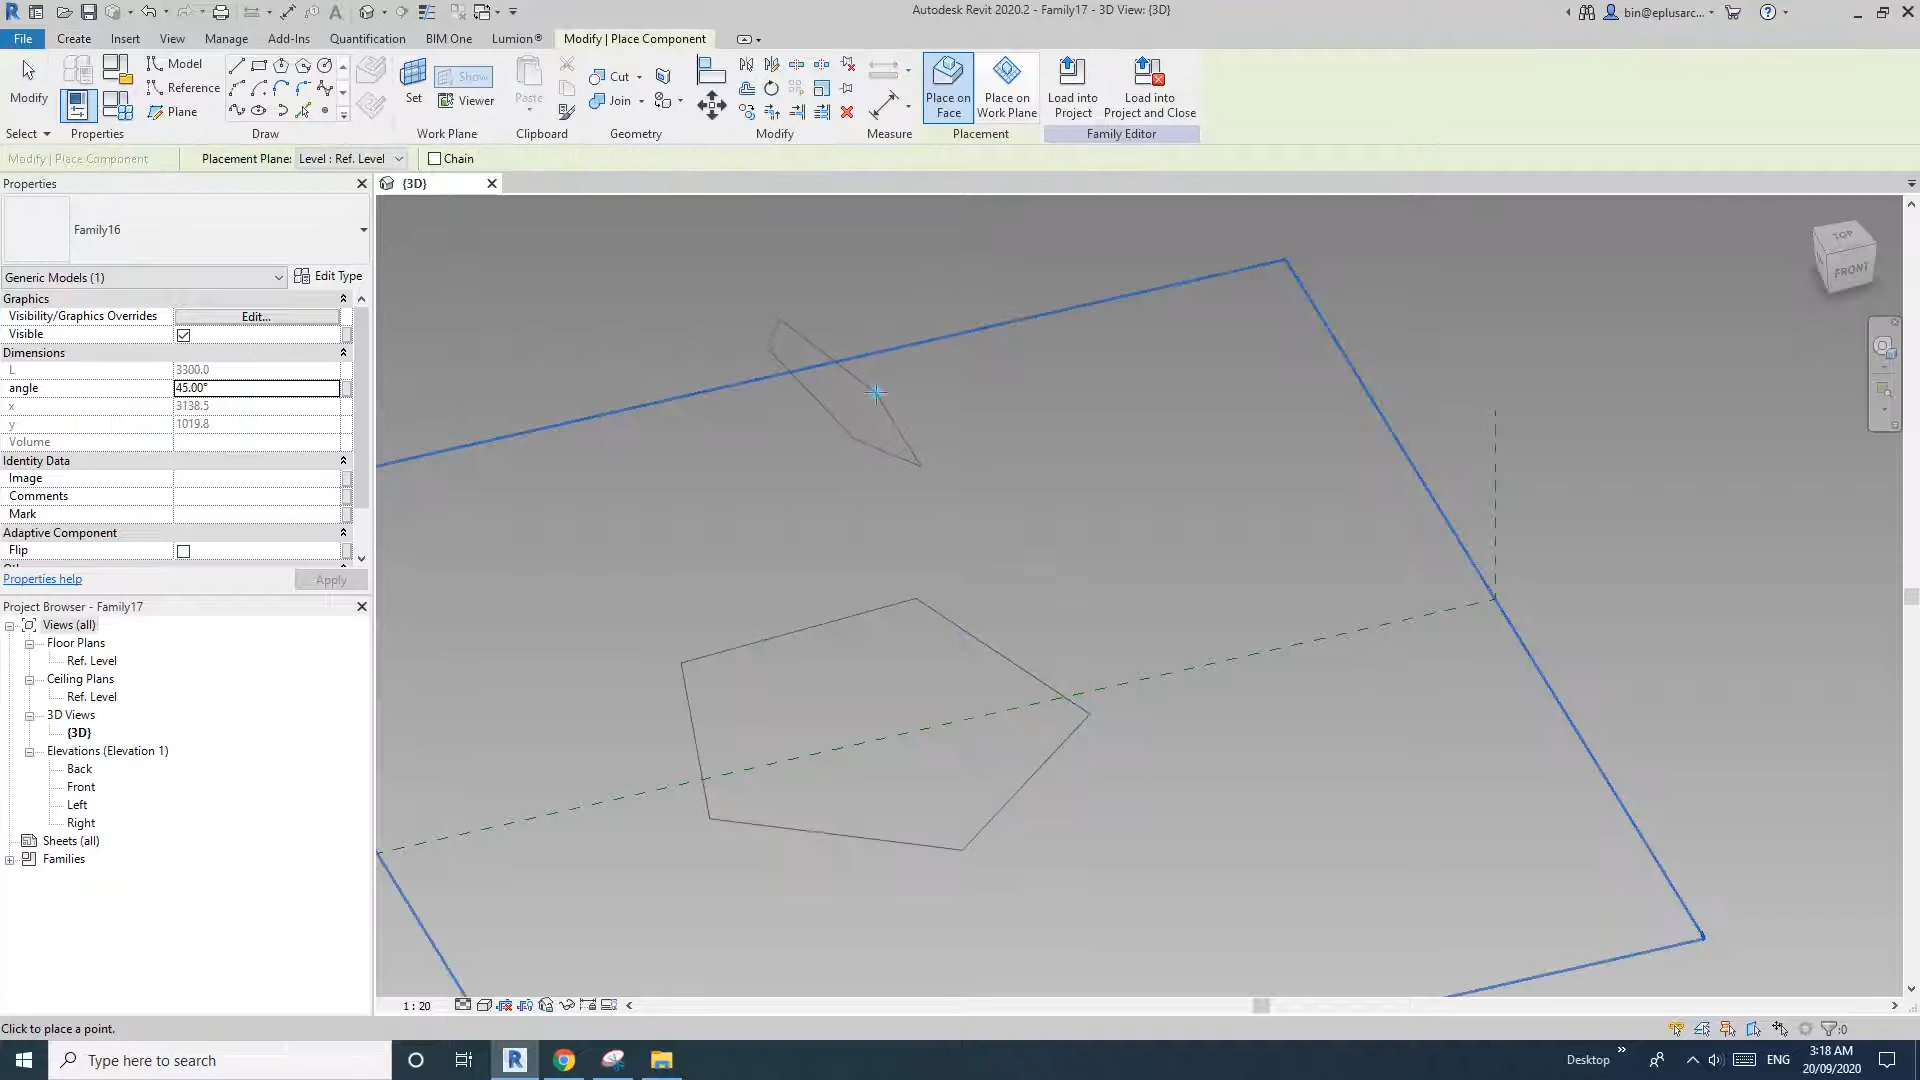 Autodesk Revit 2020.2 - Family17 - 3D View: {3D}
bin@eplusarc...
File Create Insert View Manage Add-Ins Quantification BIM One Lumion® Modify | Place Component
Modify
Model
Reference
Plane
Set
Show
Viewer
Paste
Cut
Join
Place on Face
Place on Work Plane
Load into Project
Load into Project and Close
Select Properties Draw Work Plane Clipboard Geometry Modify Measure Placement Family Editor
Modify | Place Component Placement Plane: Level : Ref. Level Chain
Properties
{3D}
Family16
Generic Models (1) Edit Type
Graphics
Visibility/Graphics Overrides Edit...
Visible
Dimensions
L 3300.0
angle 45.00°
x 3138.5
y 1019.8
Volume
Identity Data
Image
Comments
Mark
Adaptive Component
Flip
Properties help Apply
Project Browser - Family17
Views (all)
Floor Plans
Ref. Level
Ceiling Plans
Ref. Level
3D Views
{3D}
Elevations (Elevation 1)
Back
Front
Left
Right
Sheets (all)
Families
TOP
FRONT
1 : 20
Click to place a point.
:0
Type here to search
Desktop
ENG
3:18 AM
20/09/2020